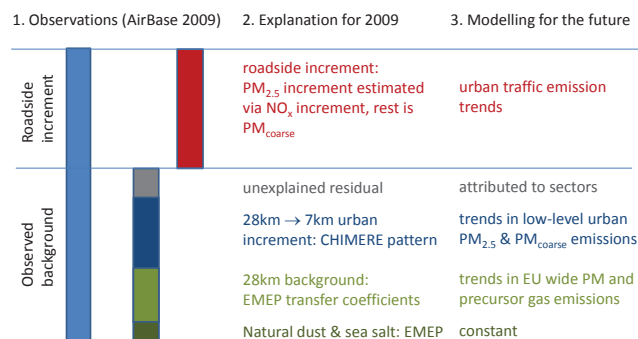 1. Observations (AirBase 2009) 2. Explanation for 2009 3. Modelling for the future
Roadside
increment
roadside increment:
PM2.5 increment estimated
via NOx increment, rest is
PMcoarse
urban traffic emission
trends
Observed
background
unexplained residual
attributed to sectors
28km → 7km urban
increment: CHIMERE pattern
trends in low-level urban
PM2.5 & PMcoarse emissions
28km background:
EMEP transfer coefficients
trends in EU wide PM and
precursor gas emissions
Natural dust & sea salt: EMEP
constant